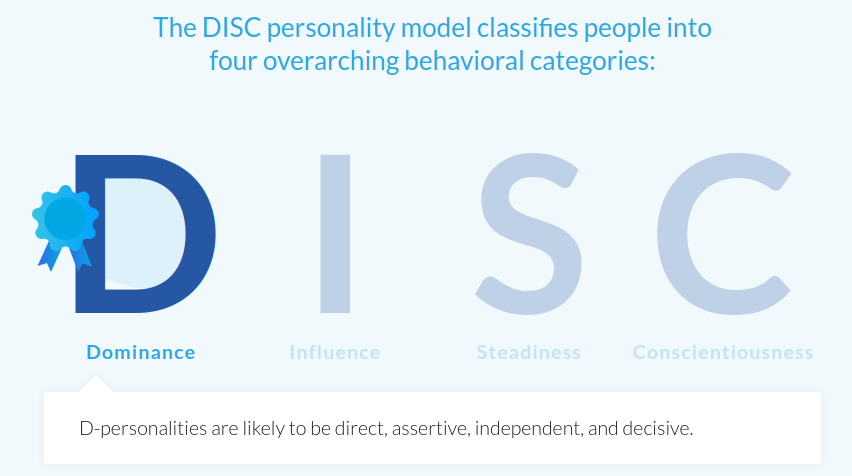 The DISC personality model classifies people into
four overarching behavioral categories:
D I S C
Dominance Influence Steadiness Conscientiousness
D-personalities are likely to be direct, assertive, independent, and decisive.